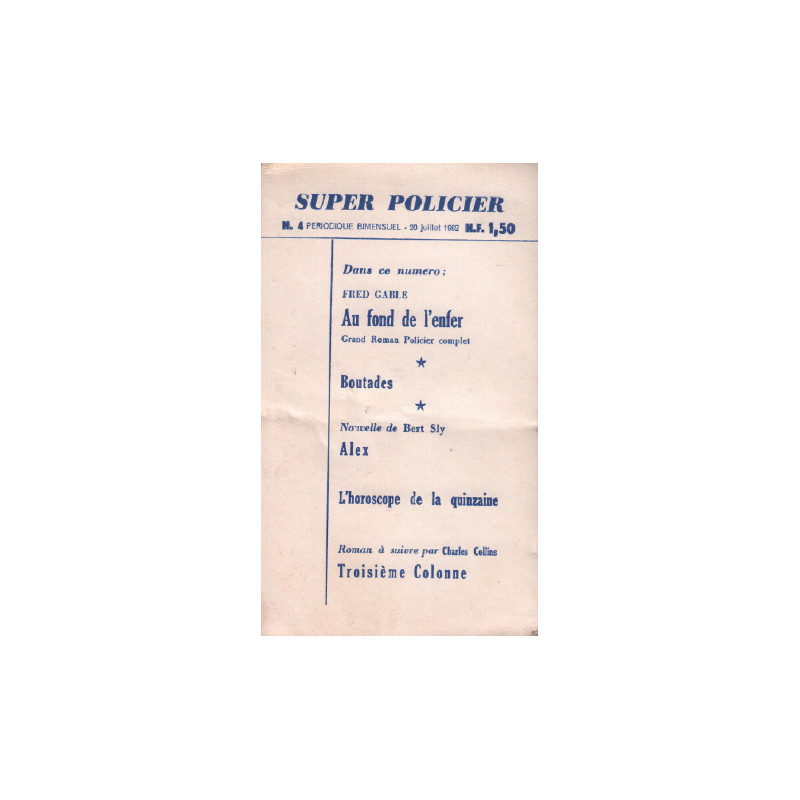 SUPER POLICIER
N. 4 PERIODIQUE BIMENSUEL - 20 juillet 1962 N.F. 1,50
Dans ce numero :
FRED GABLE
Au fond de l'enfer
Grand Roman Policier complet
Boutades
Nouvelle de Bert Sly
Alex
L'horoscope de la quinzaine
Roman à suivre par Charles Collins
Troisième Colonne